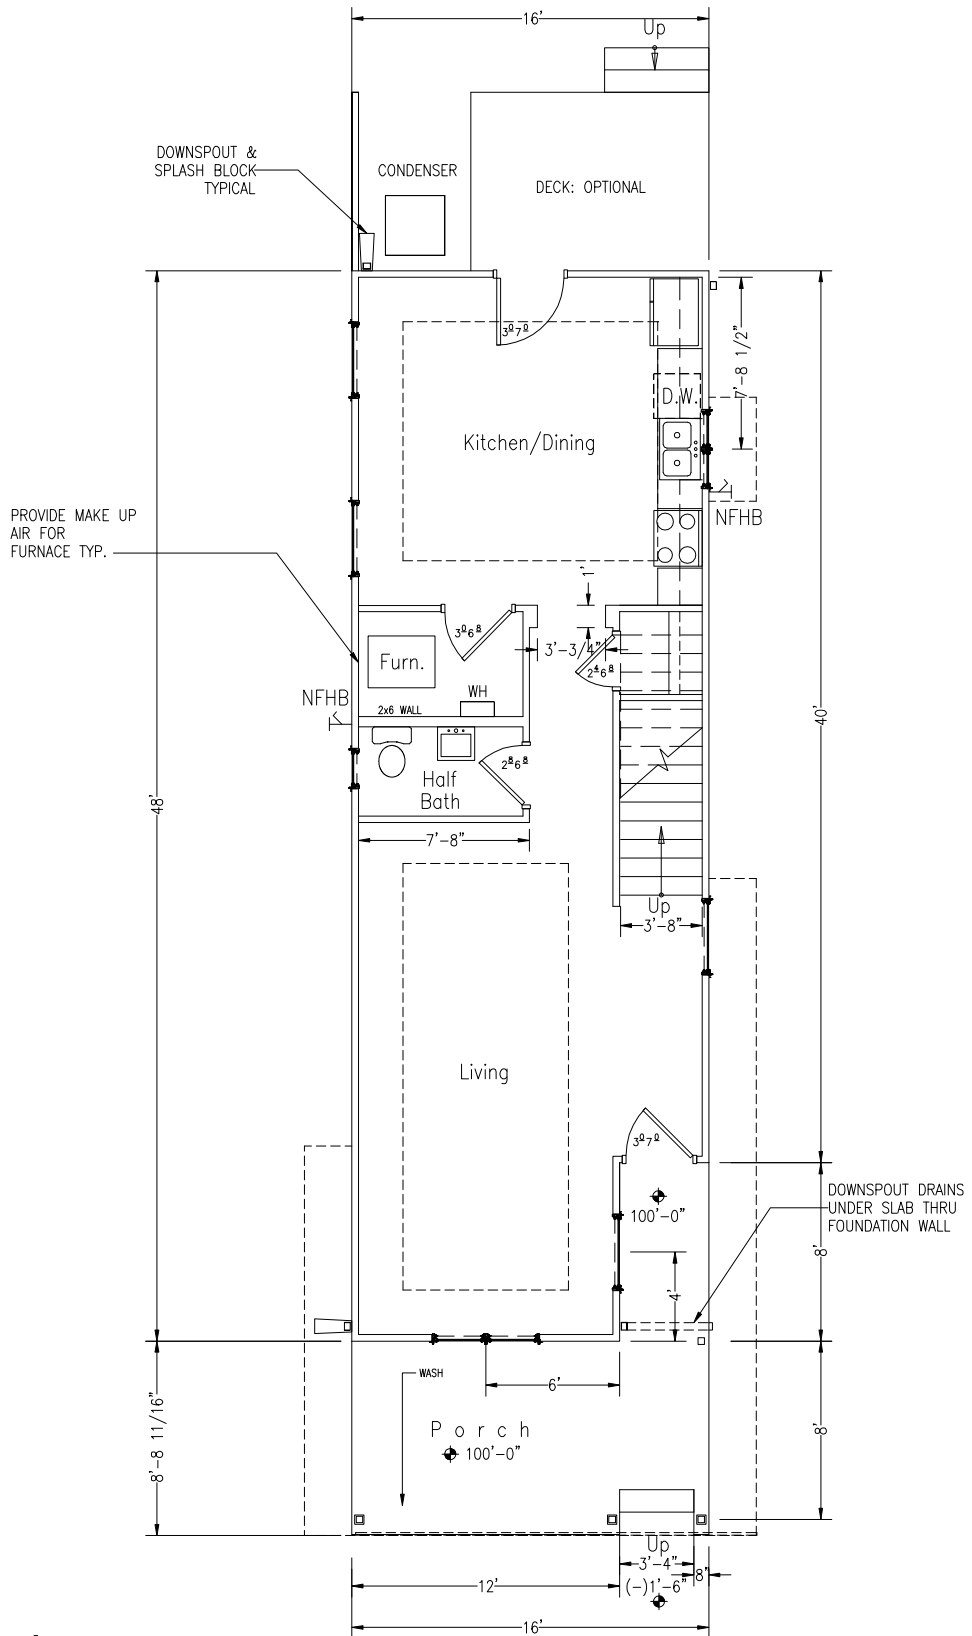 16'
Up
DOWNSPOUT &
SPLASH BLOCK
TYPICAL
CONDENSER
DECK: OPTIONAL
3⁰7⁰
7'-8 1/2"
D.W.
Kitchen/Dining
NFHB
PROVIDE MAKE UP
AIR FOR
FURNACE TYP.
1'
3⁰6⁸
3'-3/4"
2⁴6⁸
Furn.
WH
NFHB
2x6 WALL
40'
2⁸6⁸
Half
Bath
48'
7'-8"
Up
3'-8"
Living
3⁰7⁰
100'-0"
DOWNSPOUT DRAINS
UNDER SLAB THRU
FOUNDATION WALL
8'
4'
WASH
6'
Porch
100'-0"
8'-8 11/16"
8'
Up
3'-4"
8"
12'
(-)1'-6"
16'